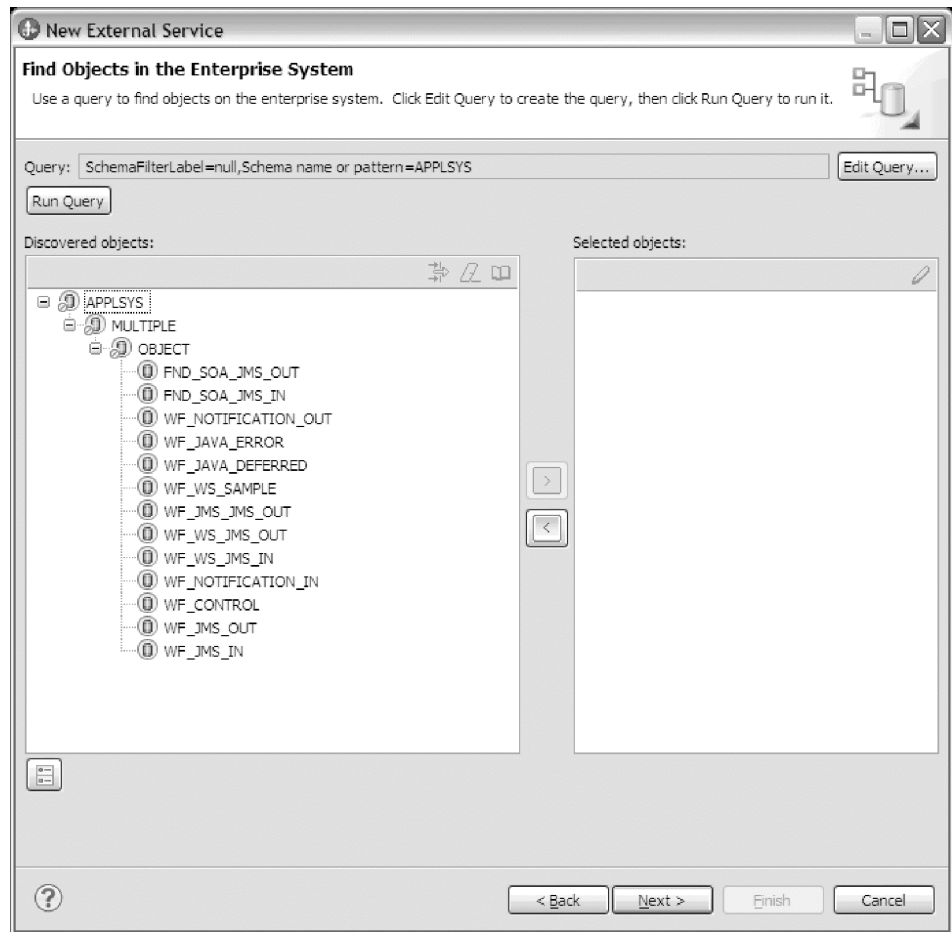 New External Service
Find Objects in the Enterprise System
Use a query to find objects on the enterprise system. Click Edit Query to create the query, then click Run Query to run it.
Query: SchemaFilterLabel=null,Schema name or pattern=APPLSYS Edit Query...
Run Query
Discovered objects: Selected objects:
APPLSYS
MULTIPLE
OBJECT
FND_SOA_JMS_OUT
FND_SOA_JMS_IN
WF_NOTIFICATION_OUT
WF_JAVA_ERROR
WF_JAVA_DEFERRED
WF_WS_SAMPLE
WF_JMS_JMS_OUT
WF_WS_JMS_OUT
WF_WS_JMS_IN
WF_NOTIFICATION_IN
WF_CONTROL
WF_JMS_OUT
WF_JMS_IN
>
<
? < Back Next > Finish Cancel